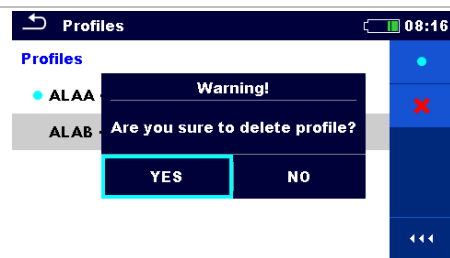 Profiles
08:16
Profiles
ALAA
ALAB
Warning!
Are you sure to delete profile?
YES
NO